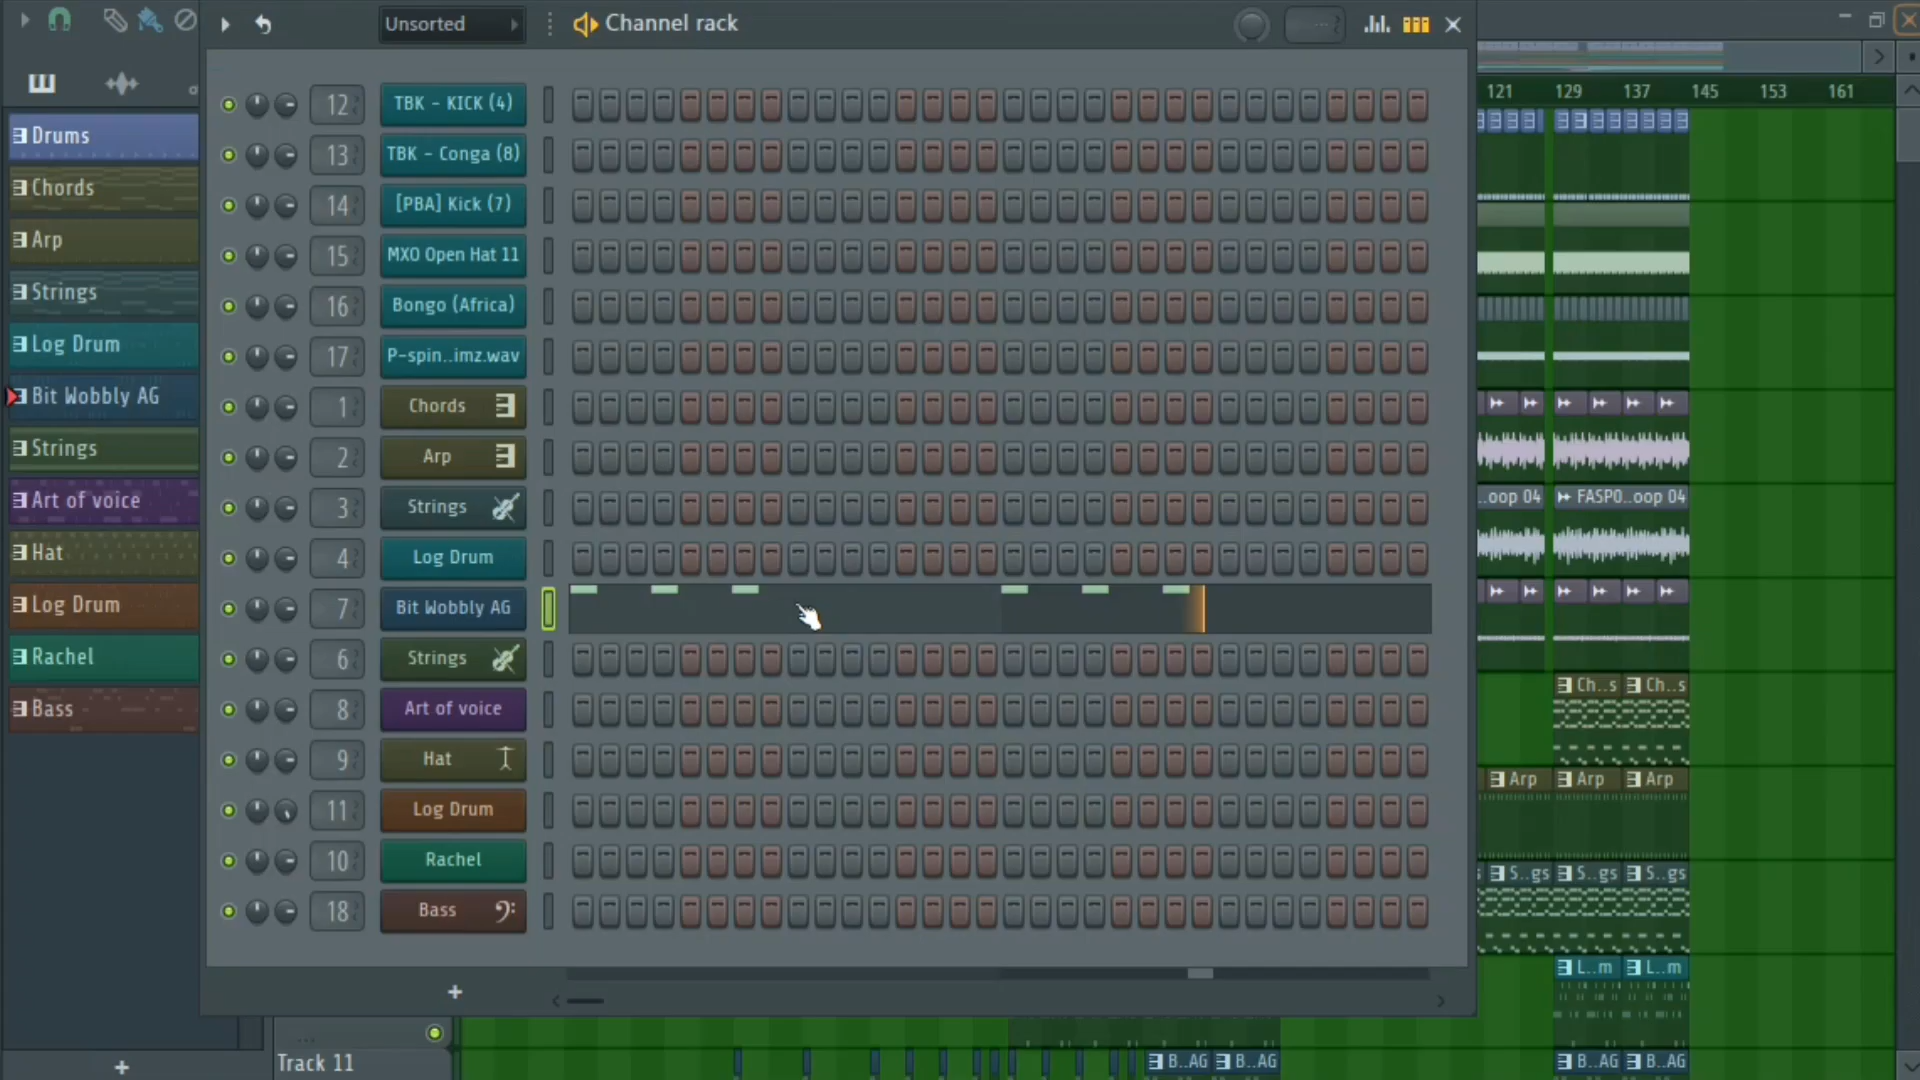 Unsorted
Channel rack
121 129 137 145 153 161
Drums
Chords
Arp
Strings
Log Drum
Bit Wobbly AG
Strings
Art of voice
Hat
Log Drum
Rachel
Bass
12 TBK - KICK (4)
13 TBK - Conga (8)
14 [PBA] Kick (7)
15 MXO Open Hat 11
16 Bongo (Africa)
17 P-spin..imz.wav
1 Chords
2 Arp
3 Strings
4 Log Drum
7 Bit Wobbly AG
6 Strings
8 Art of voice
9 Hat
11 Log Drum
10 Rachel
18 Bass
..oop 04 FASPO..oop 04
Ch..s Ch..s
Arp Arp Arp
S..gs S..gs S..gs
L..m L..m
Track 11
B..AG B..AG B..AG B..AG